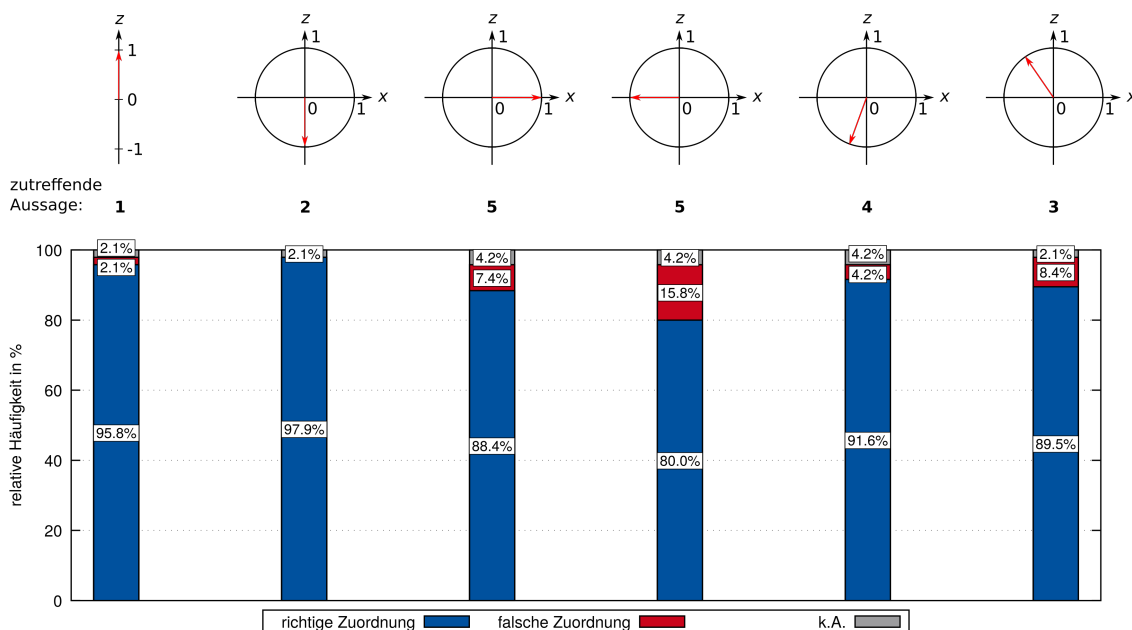 z z z z z z
1 1 1 1 1 1
0 x x x x x
0 1 0 1 0 1 0 1 0 1
-1
zutreffende
Aussage: 1 2 5 5 4 3
100 2.1% 2.1% 4.2% 4.2% 4.2% 2.1%
2.1% 7.4% 15.8% 4.2% 8.4%
80
60
95.8% 97.9% 88.4% 80.0% 91.6% 89.5%
40
20
0
relative Häufigkeit in %
richtige Zuordnung falsche Zuordnung k.A.